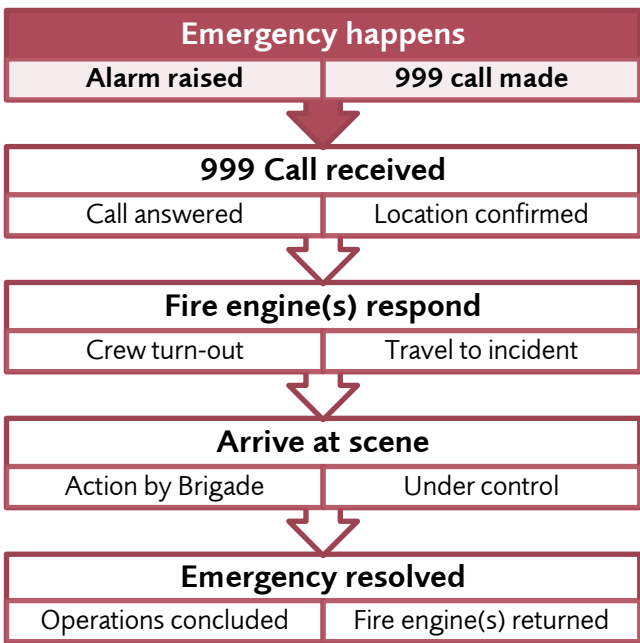 Emergency happens
Alarm raised
999 call made
999 Call received
Call answered
Location confirmed
Fire engine(s) respond
Crew turn-out
Travel to incident
Arrive at scene
Action by Brigade
Under control
Emergency resolved
Operations concluded
Fire engine(s) returned